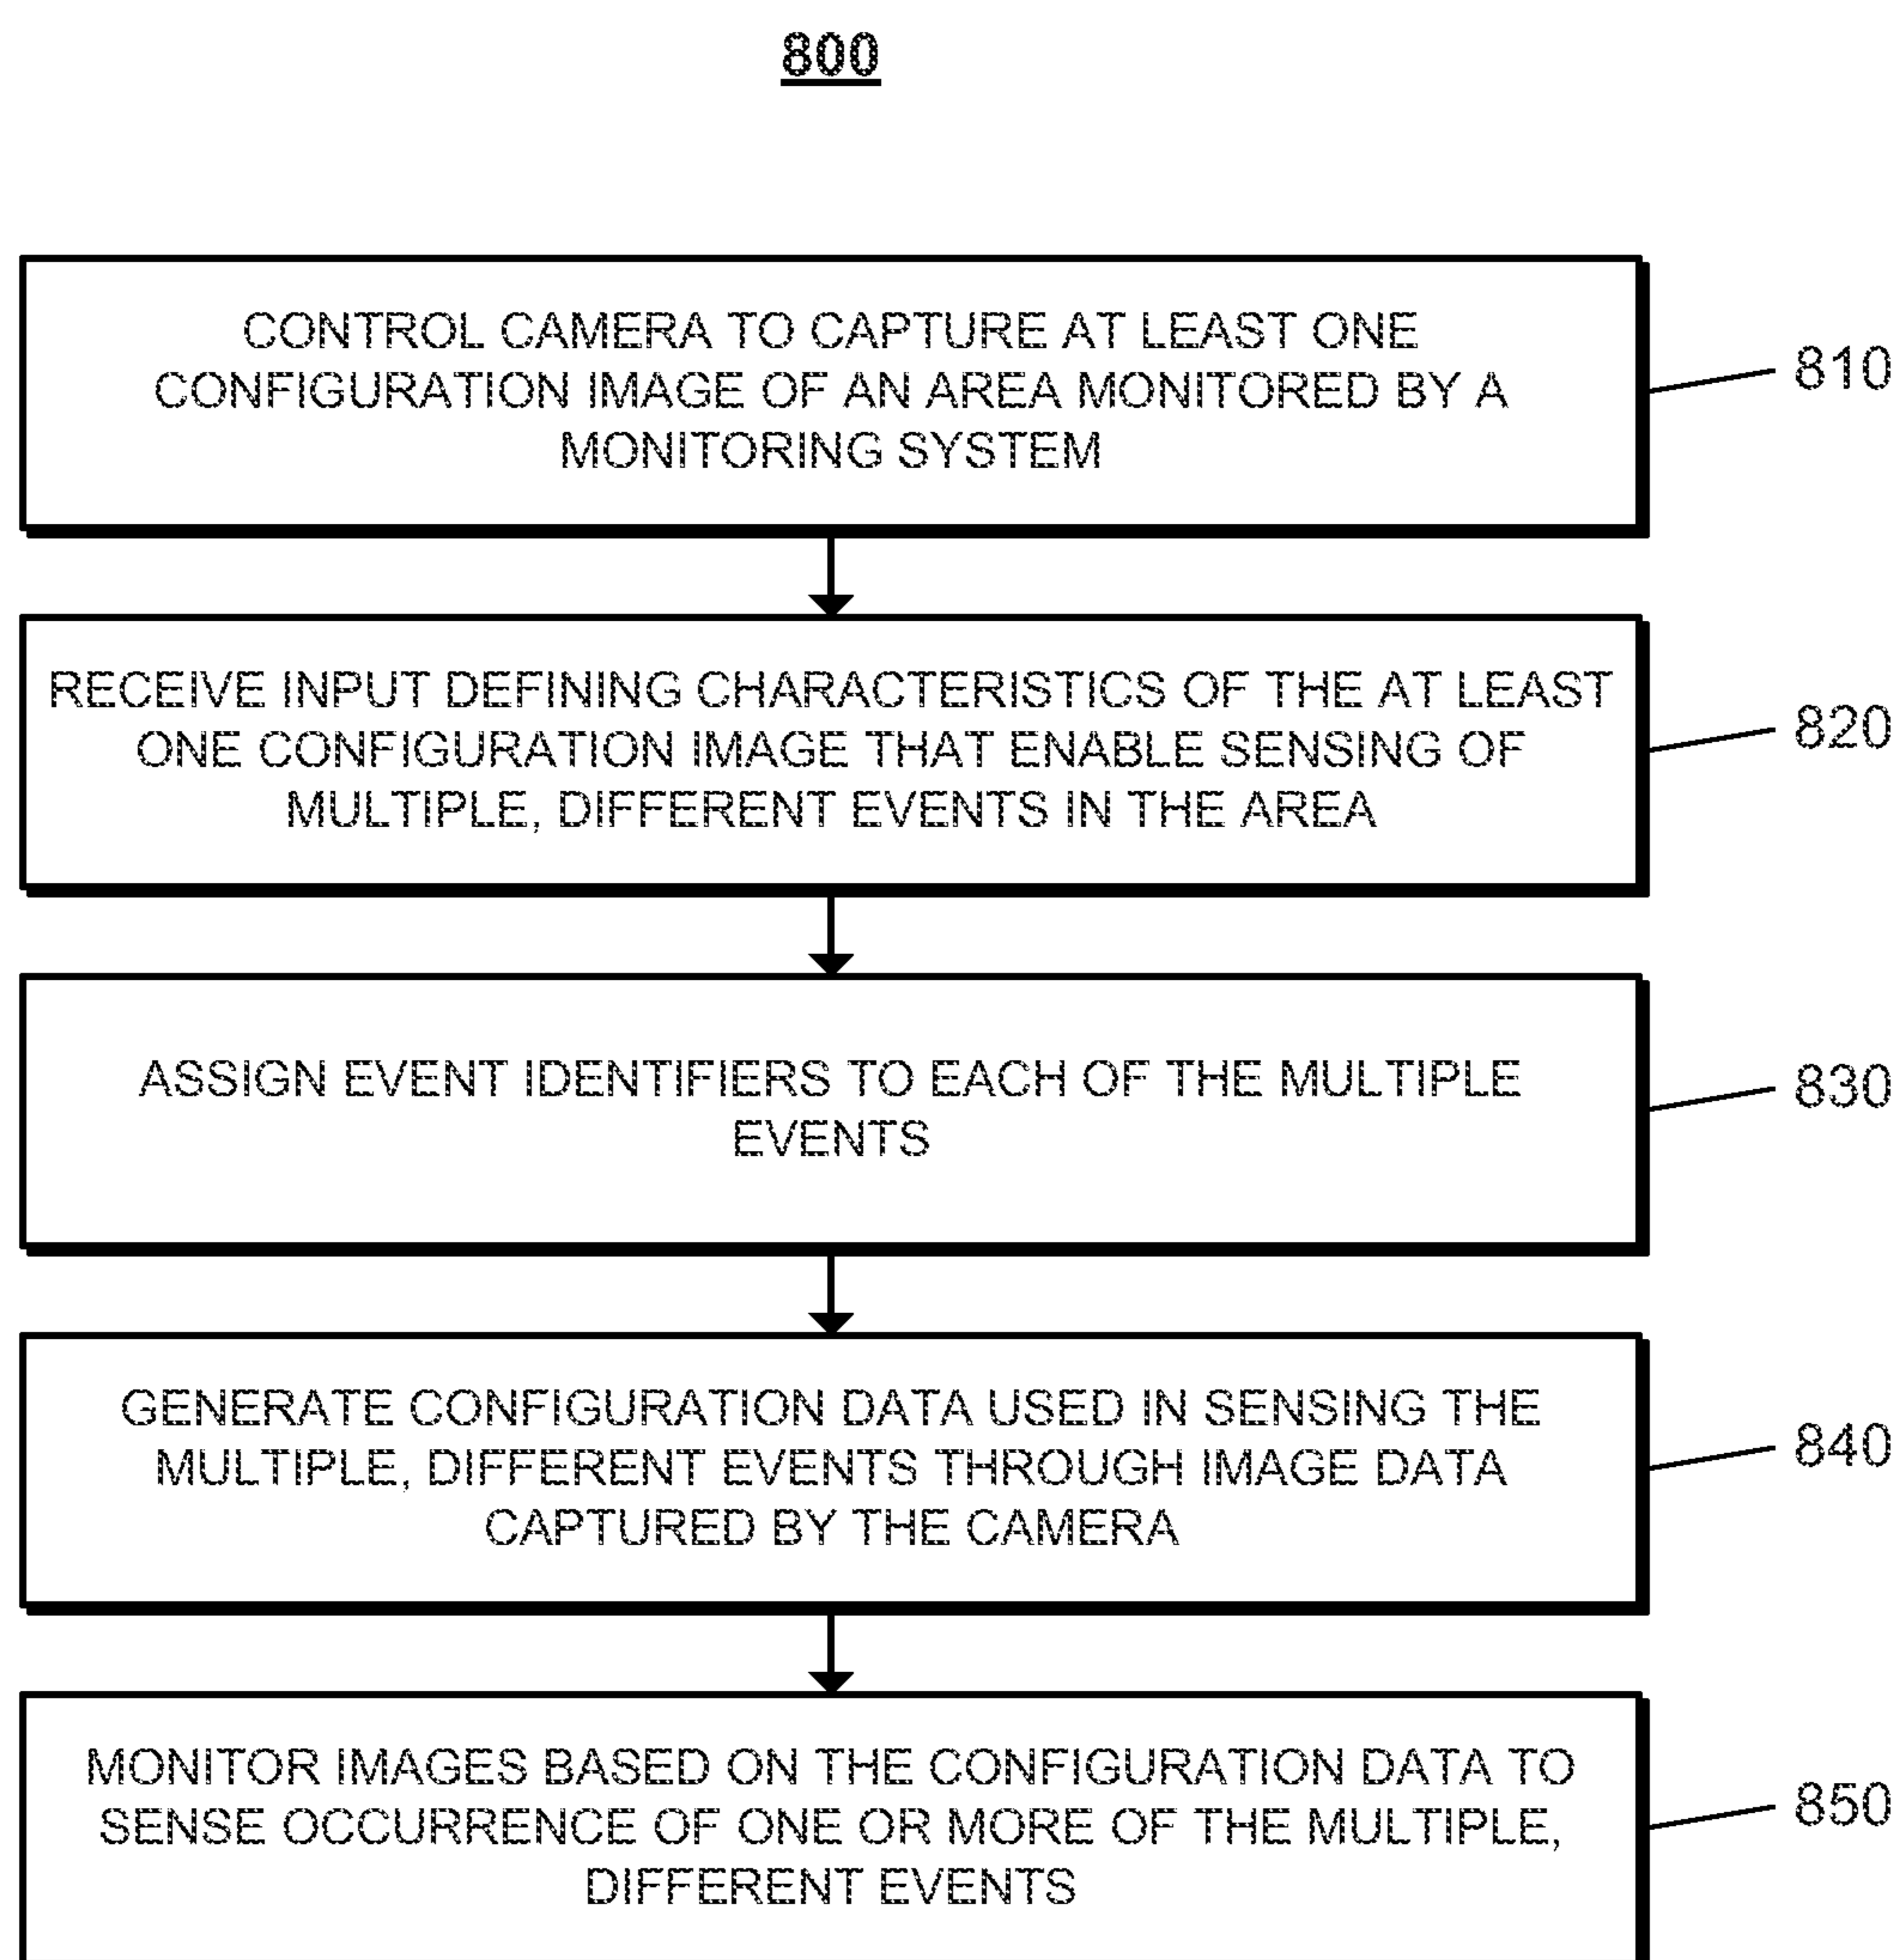 800
CONTROL CAMERA TO CAPTURE AT LEAST ONE
CONFIGURATION IMAGE OF AN AREA MONITORED BY A
MONITORING SYSTEM
810
RECEIVE INPUT DEFINING CHARACTERISTICS OF THE AT LEAST
ONE CONFIGURATION IMAGE THAT ENABLE SENSING OF
MULTIPLE, DIFFERENT EVENTS IN THE AREA
820
ASSIGN EVENT IDENTIFIERS TO EACH OF THE MULTIPLE
EVENTS
830
GENERATE CONFIGURATION DATA USED IN SENSING THE
MULTIPLE, DIFFERENT EVENTS THROUGH IMAGE DATA
CAPTURED BY THE CAMERA
840
MONITOR IMAGES BASED ON THE CONFIGURATION DATA TO
SENSE OCCURRENCE OF ONE OR MORE OF THE MULTIPLE,
DIFFERENT EVENTS
850